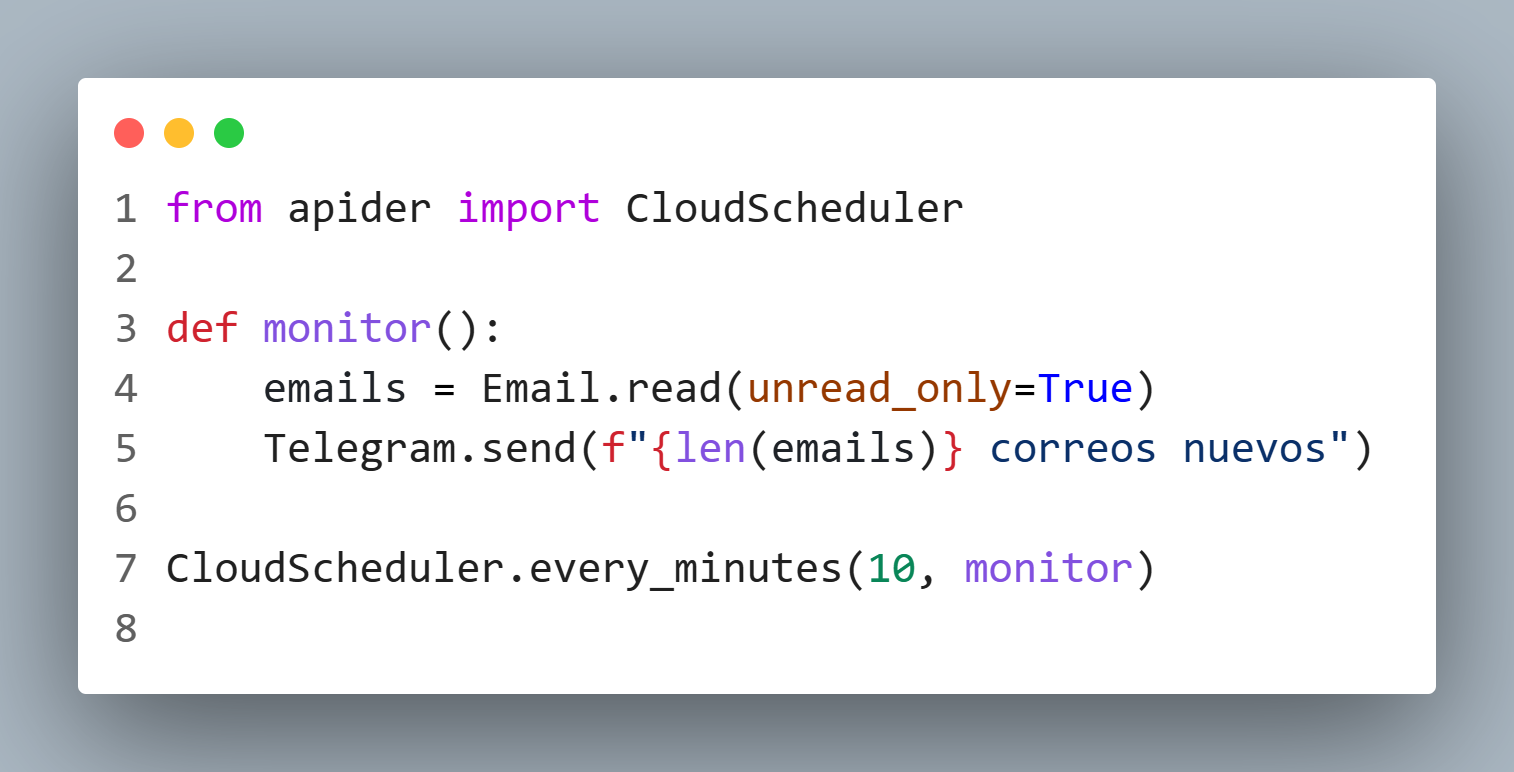 1 from apider import CloudScheduler
2
3 def monitor():
4     emails = Email.read(unread_only=True)
5     Telegram.send(f"{len(emails)} correos nuevos")
6
7 CloudScheduler.every_minutes(10, monitor)
8